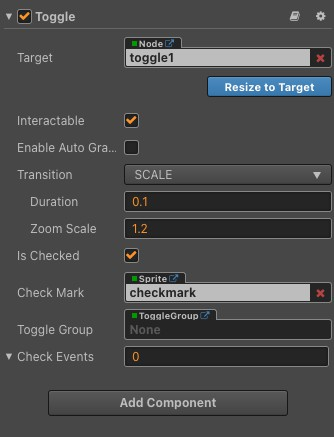 Toggle
Node
Target toggle1
Resize to Target
Interactable
Enable Auto Gra...
Transition SCALE
Duration 0.1
Zoom Scale 1.2
Is Checked
Sprite
Check Mark checkmark
ToggleGroup
Toggle Group None
Check Events 0
Add Component